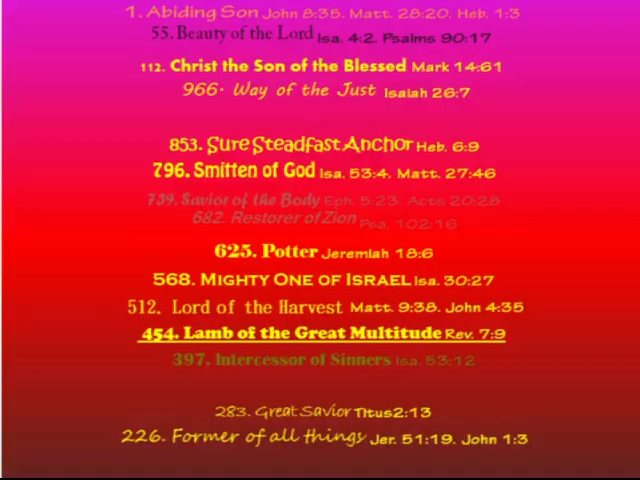 1. Abiding Son John 8:35. Matt. 28:20. Heb. 1:3
55. Beauty of the Lord Isa. 4:2. Psalms 90:17
112. Christ the Son of the Blessed Mark 14:61
966. Way of the Just Isaiah 26:7
853. Sure Steadfast Anchor Heb. 6:9
796. Smitten of God Isa. 53:4. Matt. 27:46
739. Savior of the Body Eph. 5:23. Acts 20:28
682. Restorer of Zion Psa. 102:16
625. Potter Jeremiah 18:6
568. Mighty One of Israel Isa. 30:27
512. Lord of the Harvest Matt. 9:38. John 4:35
454. Lamb of the Great Multitude Rev. 7:9
397. Intercessor of Sinners Isa. 53:12
283. Great Savior Titus2:13
226. Former of all things Jer. 51:19. John 1:3